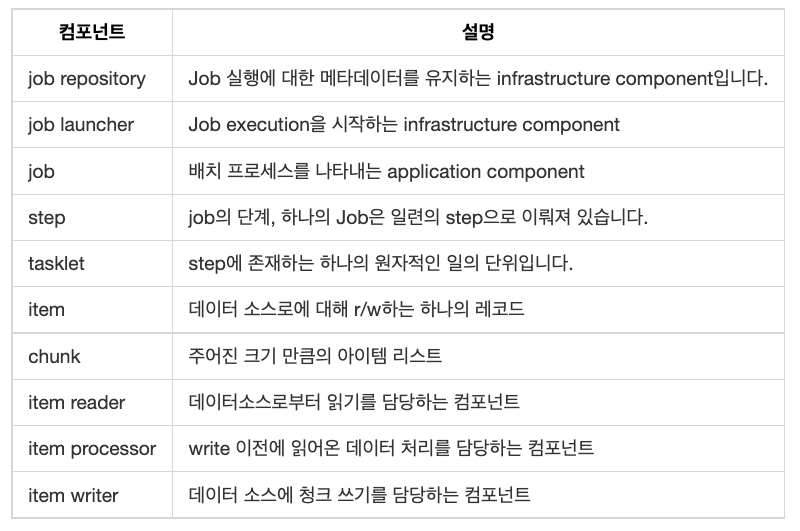 컴포넌트 설명
job repository Job 실행에 대한 메타데이터를 유지하는 infrastructure component입니다.
job launcher Job execution을 시작하는 infrastructure component
job 배치 프로세스를 나타내는 application component
step job의 단계, 하나의 Job은 일련의 step으로 이뤄져 있습니다.
tasklet step에 존재하는 하나의 원자적인 일의 단위입니다.
item 데이터 소스로에 대해 r/w하는 하나의 레코드
chunk 주어진 크기 만큼의 아이템 리스트
item reader 데이터소스로부터 읽기를 담당하는 컴포넌트
item processor write 이전에 읽어온 데이터 처리를 담당하는 컴포넌트
item writer 데이터 소스에 청크 쓰기를 담당하는 컴포넌트